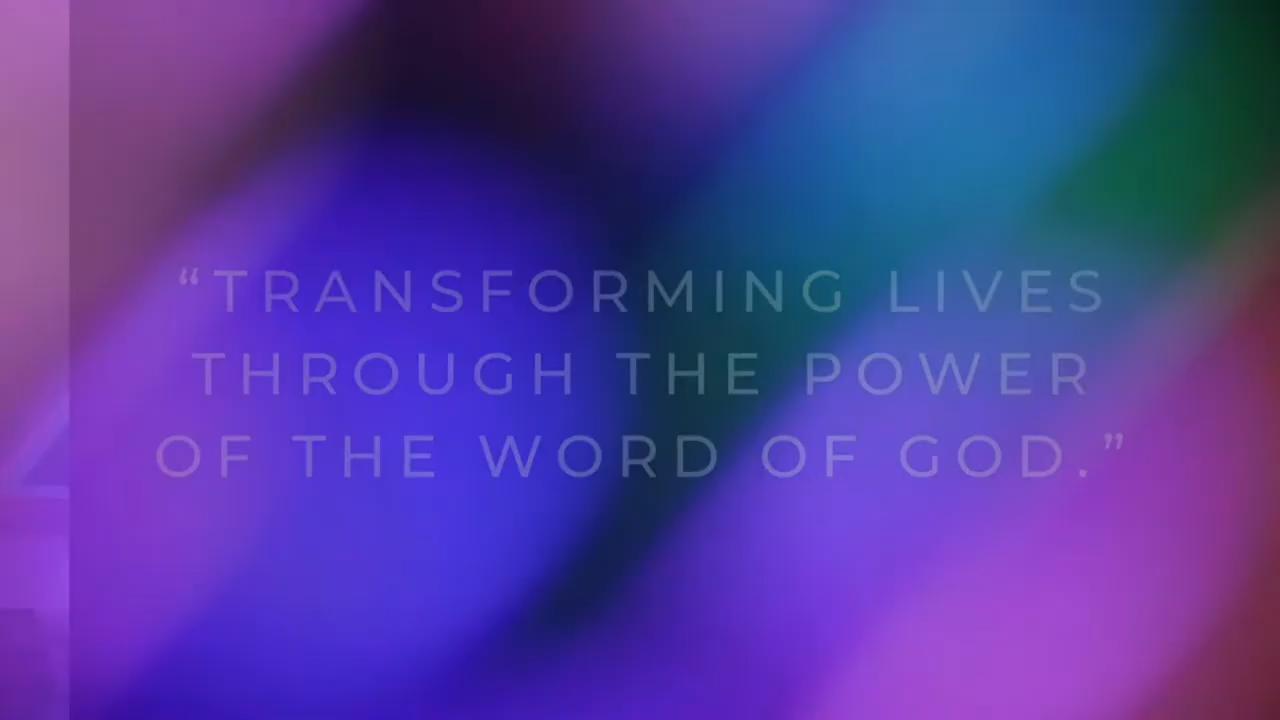 “TRANSFORMING LIVES
THROUGH THE POWER
OF THE WORD OF GOD.”